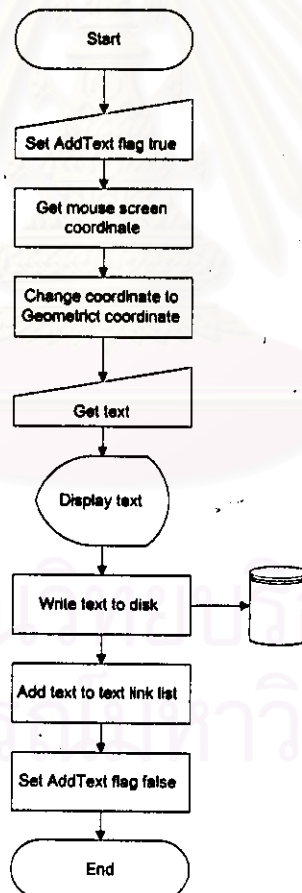 Start
Set AddText flag true
Get mouse screen
coordinate
Change coordinate to
Geometrict coordinate
Get text
Display text
Write text to disk
Add text to text link list
Set AddText flag false
End